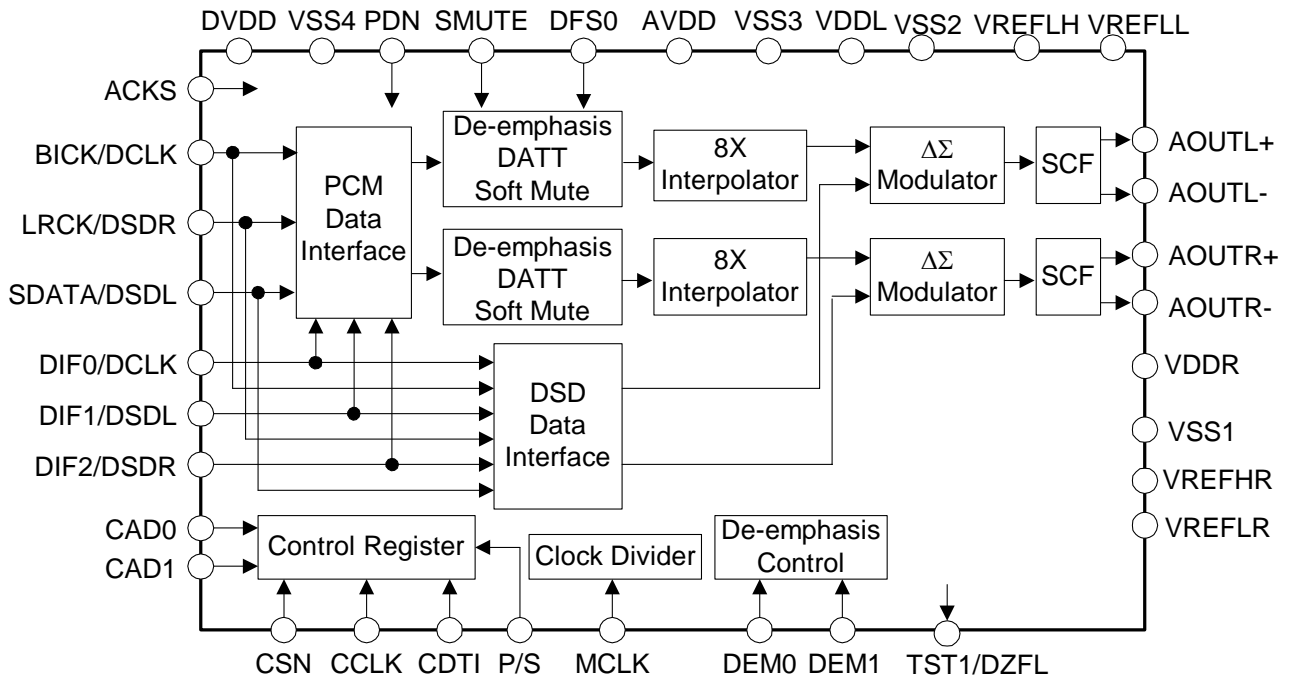 DVDD VSS4 PDN SMUTE DFS0 AVDD VSS3 VDDL VSS2 VREFLH VREFLL
ACKS
BICK/DCLK
LRCK/DSDR
SDATA/DSDL
DIF0/DCLK
DIF1/DSDL
DIF2/DSDR
CAD0
CAD1
PCM
Data
Interface
De-emphasis
DATT
Soft Mute
8X
Interpolator
ΔΣ
Modulator
SCF
De-emphasis
DATT
Soft Mute
8X
Interpolator
ΔΣ
Modulator
SCF
DSD
Data
Interface
Control Register
Clock Divider
De-emphasis
Control
AOUTL+
AOUTL-
AOUTR+
AOUTR-
VDDR
VSS1
VREFHR
VREFLR
CSN CCLK CDTI P/S MCLK DEM0 DEM1 TST1/DZFL